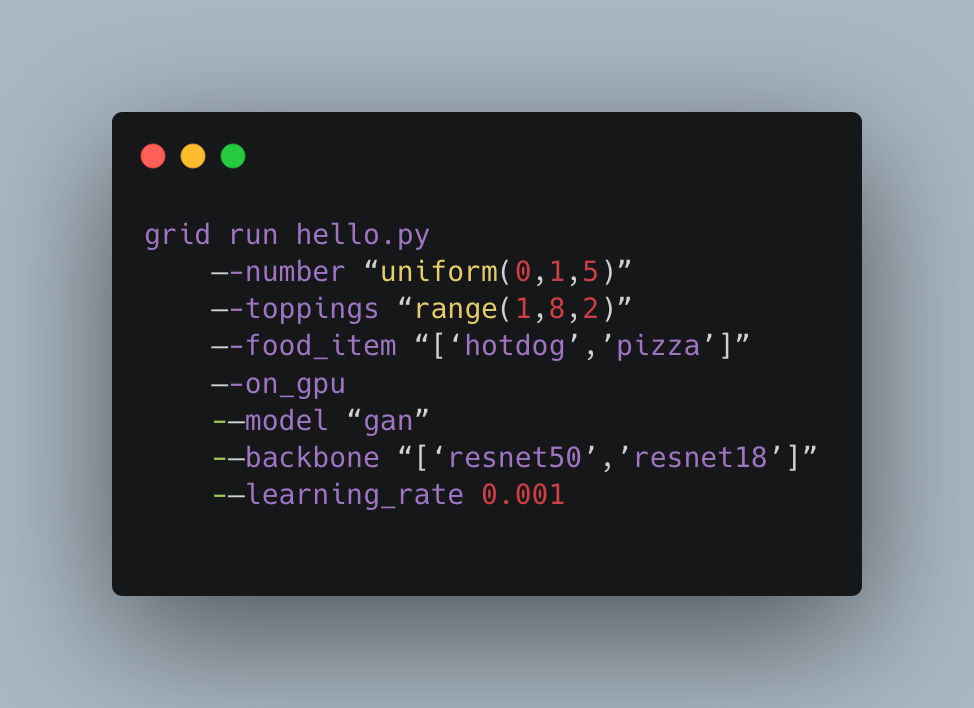 grid run hello.py
—-number “uniform(0,1,5)”
—-toppings “range(1,8,2)”
—-food_item “[‘hotdog’,’pizza’]”
—-on_gpu
-—model “gan”
-—backbone “[‘resnet50’,’resnet18’]”
-—learning_rate 0.001